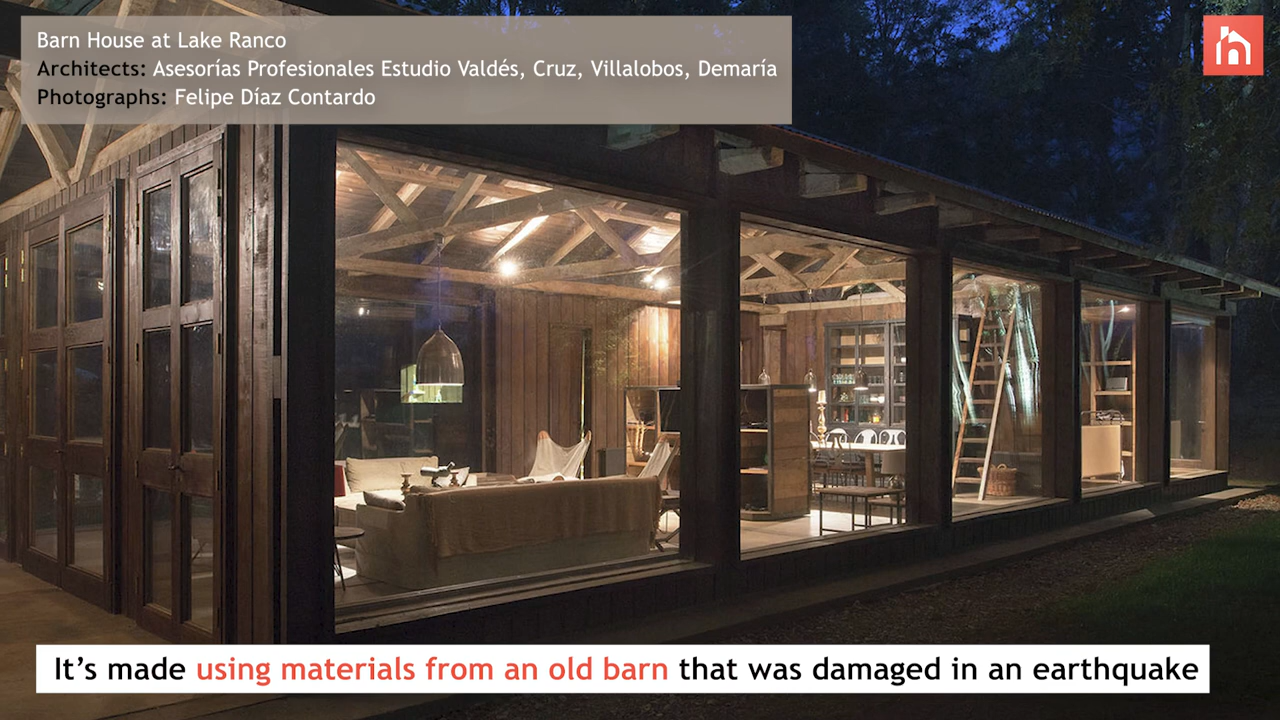 Barn House at Lake Ranco
Architects: Asesorías Profesionales Estudio Valdés, Cruz, Villalobos, Demaría
Photographs: Felipe Díaz Contardo
It's made using materials from an old barn that was damaged in an earthquake